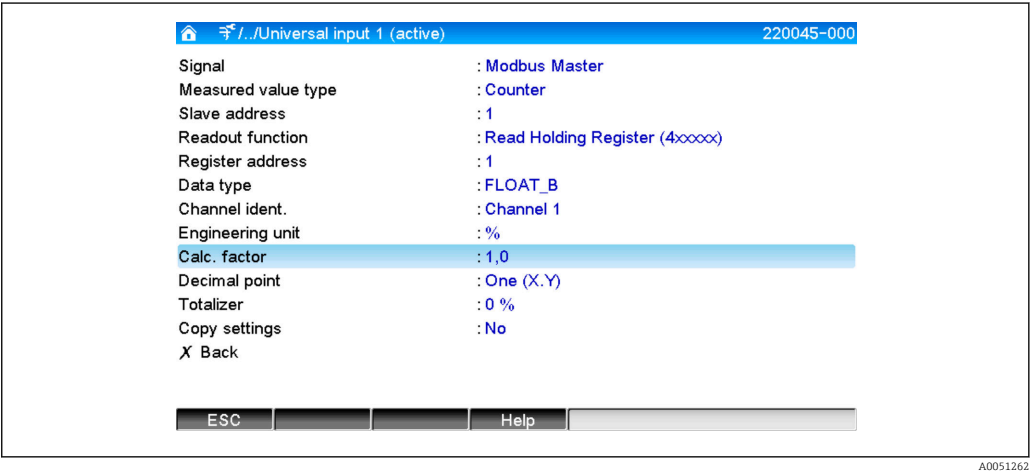 /../Universal input 1 (active) 220045-000
Signal : Modbus Master
Measured value type : Counter
Slave address : 1
Readout function : Read Holding Register (4xxxxx)
Register address : 1
Data type : FLOAT_B
Channel ident. : Channel 1
Engineering unit : %
Calc. factor : 1,0
Decimal point : One (X.Y)
Totalizer : 0 %
Copy settings : No
X Back
ESC Help
A0051262